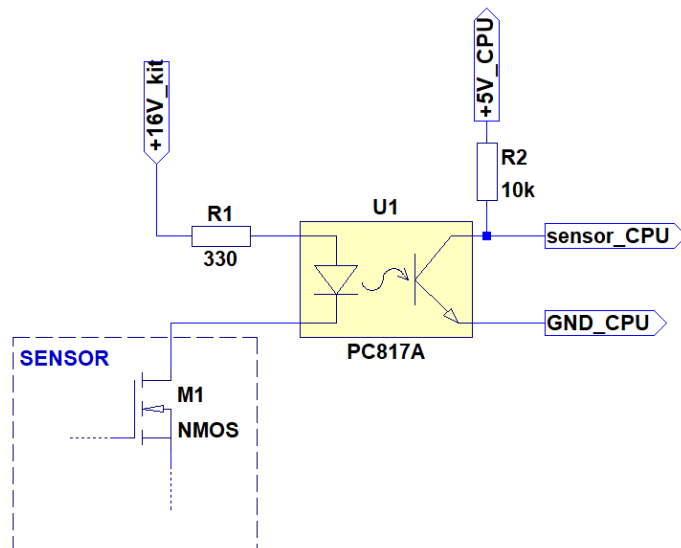 +16V_kit
+5V_CPU
R2
10k
R1
330
U1
sensor_CPU
GND_CPU
PC817A
SENSOR
M1
NMOS